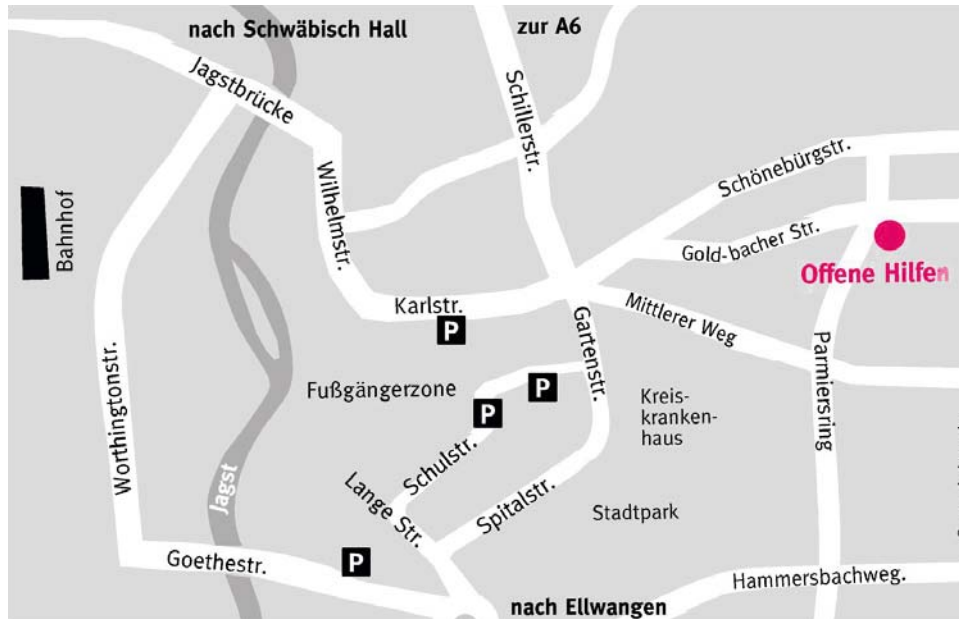 nach Schwäbisch Hall
zur A6
Jagstbrücke
Schillerstr.
Schönebürgstr.
Wilhelmstr.
Bahnhof
Gold-bacher Str.
Offene Hilfen
Karlstr.
P
Gartenstr.
Mittlerer Weg
Parmiersring
Fußgängerzone
P
P
Kreis-
kranken-
haus
Worthingtonstr.
Schulstr.
Jagst
Lange Str.
Spitalstr.
Stadtpark
P
Goethestr.
Hammersbachweg.
nach Ellwangen